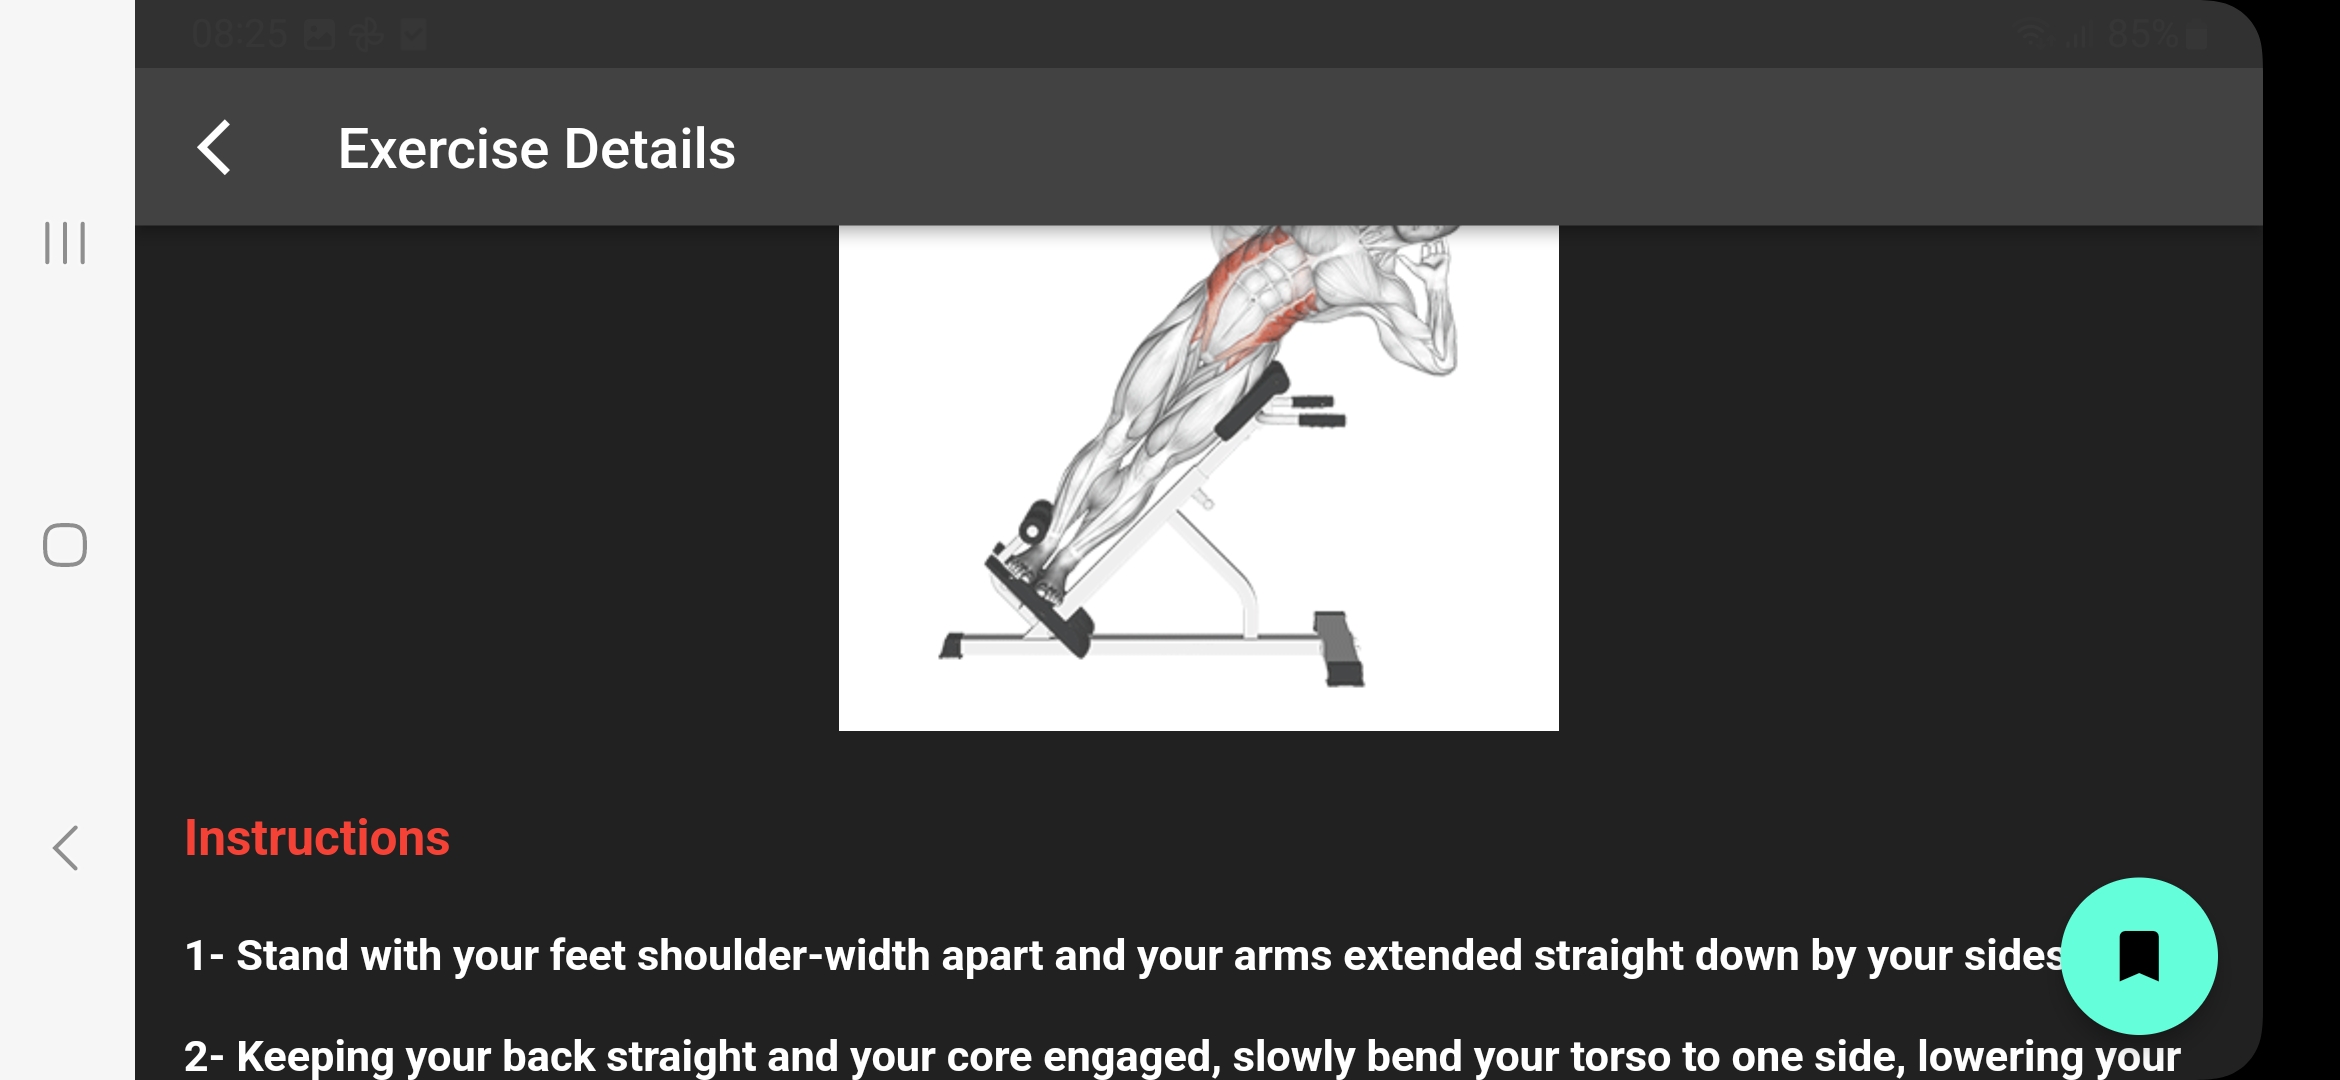 08:25
85%
Exercise Details
Instructions
1- Stand with your feet shoulder-width apart and your arms extended straight down by your sides
2- Keeping your back straight and your core engaged, slowly bend your torso to one side, lowering your